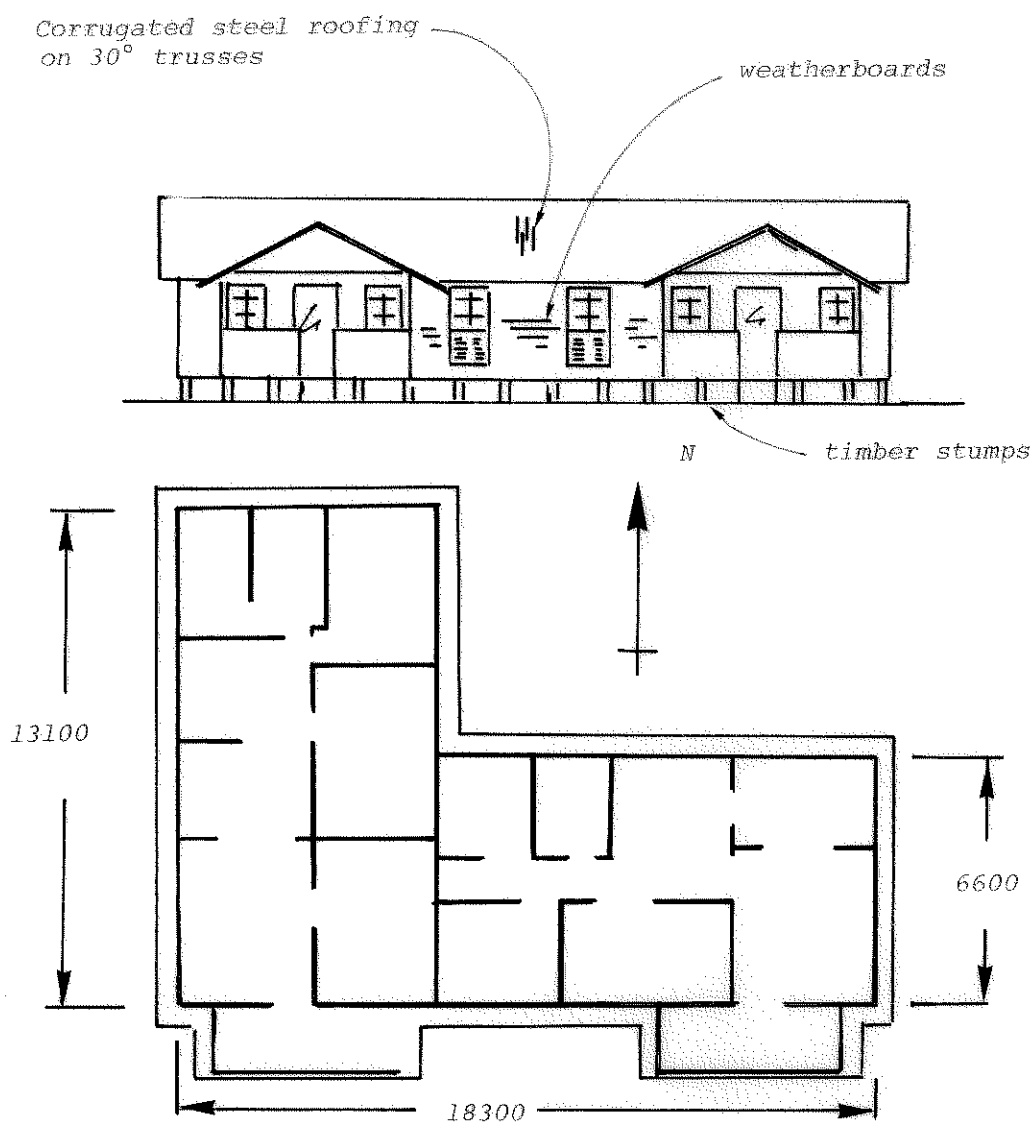 Corrugated steel roofing
on 30° trusses
weatherboards
N
timber stumps
13100
6600
18300